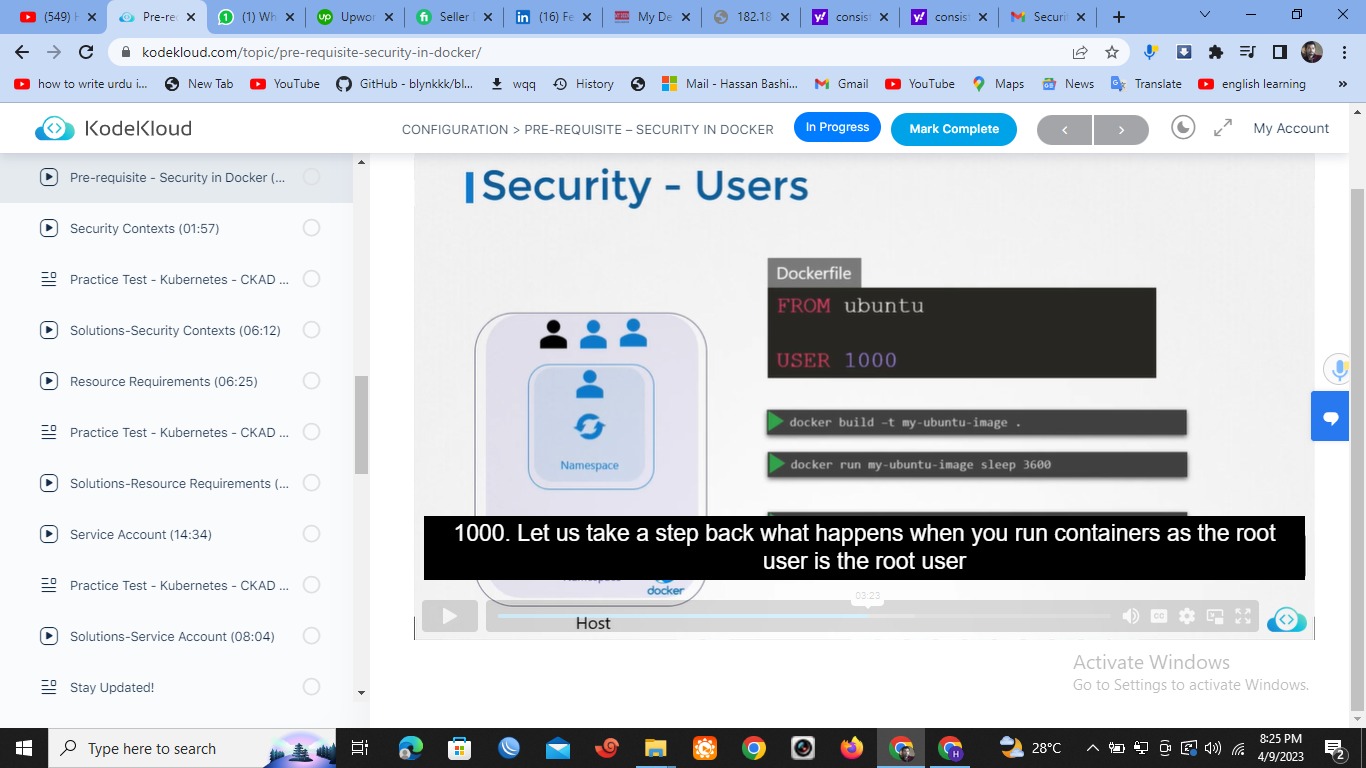 (549) H
Pre-re
(1) Wh
Upwor
Seller
(16) Fe
My De
182.18
consist
consist
Securit
kodekloud.com/topic/pre-requisite-security-in-docker/
how to write urdu i...
New Tab
YouTube
GitHub - blynkkk/bl...
wqq
History
Mail - Hassan Bashi...
Gmail
YouTube
Maps
News
Translate
english learning
»
KodeKloud
CONFIGURATION > PRE-REQUISITE – SECURITY IN DOCKER
In Progress
Mark Complete
<
>
My Account
Pre-requisite - Security in Docker (...
Security Contexts (01:57)
Practice Test - Kubernetes - CKAD ...
Solutions-Security Contexts (06:12)
Resource Requirements (06:25)
Practice Test - Kubernetes - CKAD ...
Solutions-Resource Requirements (...
Service Account (14:34)
Practice Test - Kubernetes - CKAD ...
Solutions-Service Account (08:04)
Stay Updated!
Security - Users
Dockerfile
FROM ubuntu
USER 1000
docker build –t my-ubuntu-image .
docker run my-ubuntu-image sleep 3600
Namespace
1000. Let us take a step back what happens when you run containers as the root
user is the root user
docker
03:23
CC
Host
Activate Windows
Go to Settings to activate Windows.
Type here to search
28°C
8:25 PM
4/9/2023
2